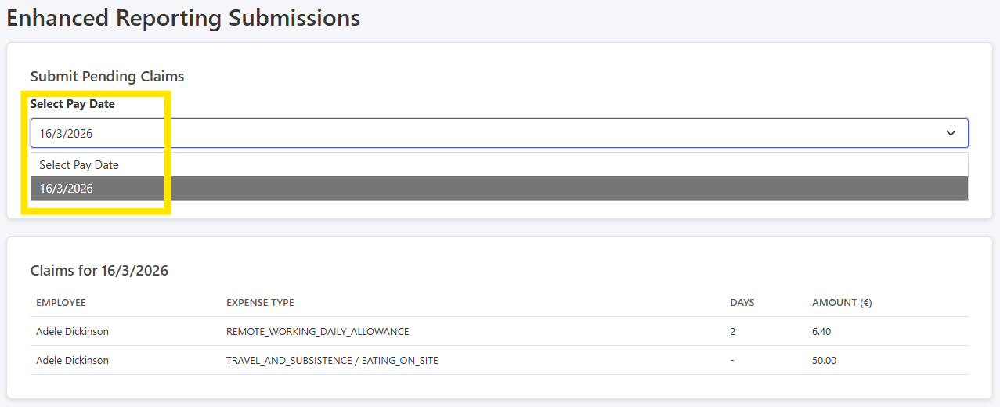 Enhanced Reporting Submissions
Submit Pending Claims
Select Pay Date
16/3/2026
Select Pay Date
16/3/2026
Claims for 16/3/2026
EMPLOYEE EXPENSE TYPE DAYS AMOUNT (€)
Adele Dickinson REMOTE_WORKING_DAILY_ALLOWANCE 2 6.40
Adele Dickinson TRAVEL_AND_SUBSISTENCE / EATING_ON_SITE - 50.00